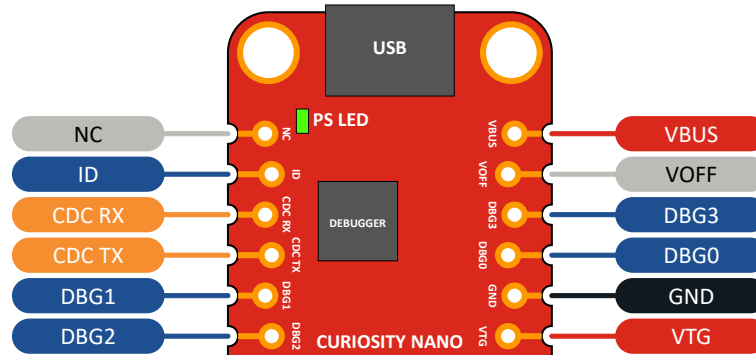 USB
PS LED
NC
NC
VBUS
VBUS
ID
ID
VOFF
VOFF
CDC RX
CDC RX
DEBUGGER
DBG3
DBG3
CDC TX
CDC TX
DBG0
DBG0
DBG1
DBG1
GND
GND
DBG2
DBG2
CURIOSITY NANO
VTG
VTG